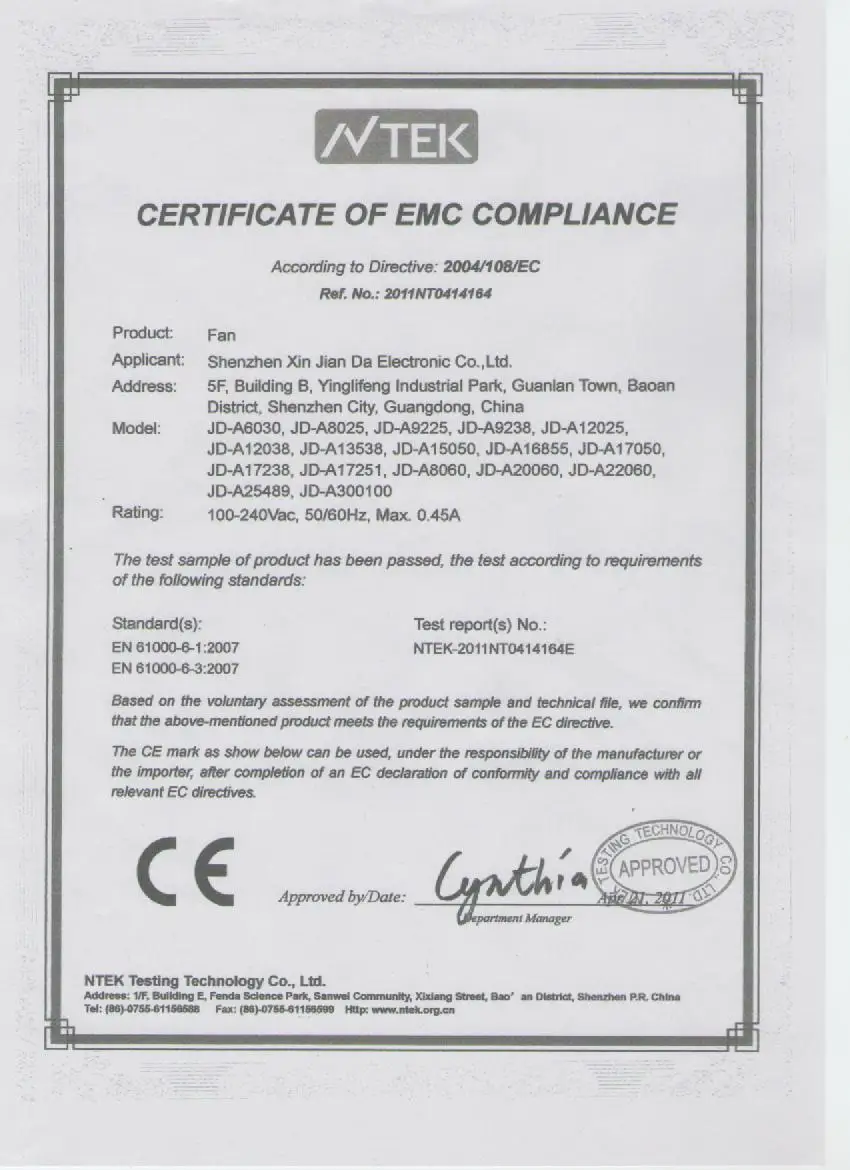 NTEK
CERTIFICATE OF EMC COMPLIANCE
According to Directive: 2004/108/EC
Ref. No.: 2011NT0414164
Product: Fan
Applicant: Shenzhen Xin Jian Da Electronic Co.,Ltd.
Address: 5F, Building B, Yinglifeng Industrial Park, Guanlan Town, Baoan
District, Shenzhen City, Guangdong, China
Model: JD-A6030, JD-A8025, JD-A9225, JD-A9238, JD-A12025,
JD-A12038, JD-A13538, JD-A15050, JD-A16855, JD-A17050,
JD-A17238, JD-A17251, JD-A8060, JD-A20060, JD-A22060,
JD-A25489, JD-A300100
Rating: 100-240Vac, 50/60Hz, Max. 0.45A
The test sample of product has been passed, the test according to requirements
of the following standards:
Standard(s): Test report(s) No.:
EN 61000-6-1:2007 NTEK-2011NT0414164E
EN 61000-6-3:2007
Based on the voluntary assessment of the product sample and technical file, we confirm
that the above-mentioned product meets the requirements of the EC directive.
The CE mark as show below can be used, under the responsibility of the manufacturer or
the importer, after completion of an EC declaration of conformity and compliance with all
relevant EC directives.
CE
Approved by/Date: Cynthia Apr 21, 2011
Department Manager
NTEK TESTING TECHNOLOGY CO., LTD.
APPROVED
NTEK Testing Technology Co., Ltd.
Address: 1/F, Building E, Fenda Science Park, Sanwei Community, Xixiang Street, Bao' an District, Shenzhen P.R. China
Tel: (86)-0755-61156588 Fax: (86)-0755-61156599 Http: www.ntek.org.cn